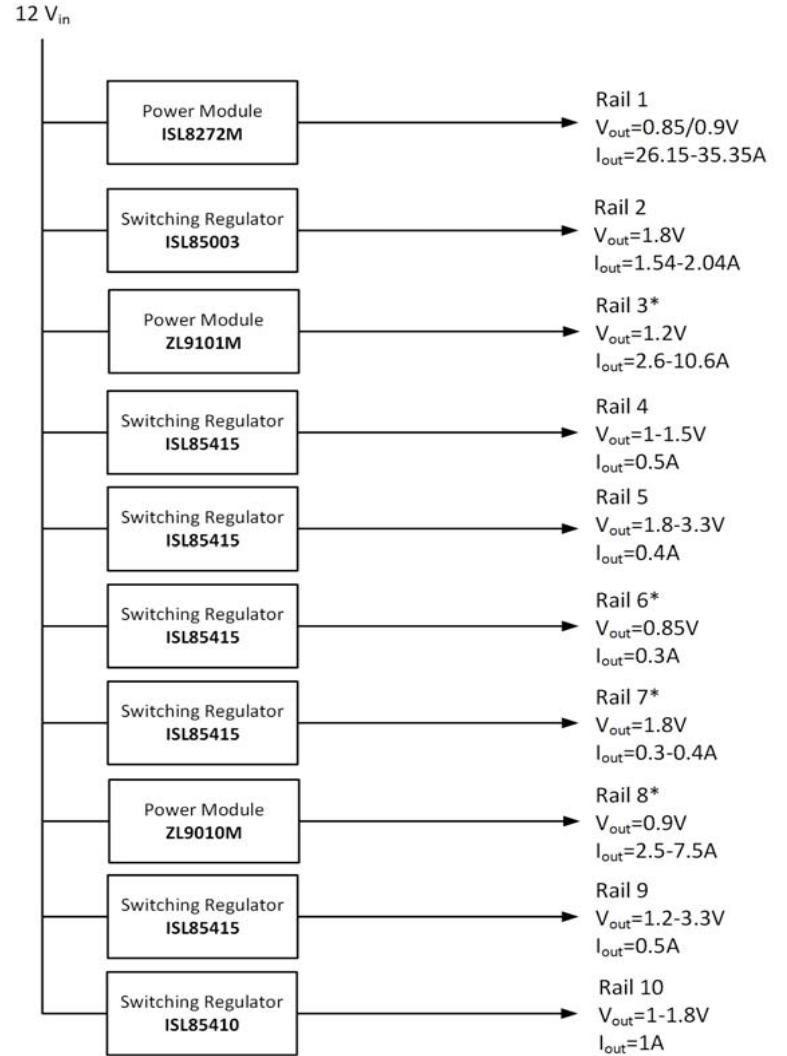 12 Vin
Power Module
ISL8272M
Rail 1
Vout=0.85/0.9V
Iout=26.15-35.35A
Switching Regulator
ISL85003
Rail 2
Vout=1.8V
Iout=1.54-2.04A
Power Module
ZL9101M
Rail 3*
Vout=1.2V
Iout=2.6-10.6A
Switching Regulator
ISL85415
Rail 4
Vout=1-1.5V
Iout=0.5A
Switching Regulator
ISL85415
Rail 5
Vout=1.8-3.3V
Iout=0.4A
Switching Regulator
ISL85415
Rail 6*
Vout=0.85V
Iout=0.3A
Switching Regulator
ISL85415
Rail 7*
Vout=1.8V
Iout=0.3-0.4A
Power Module
ZL9010M
Rail 8*
Vout=0.9V
Iout=2.5-7.5A
Switching Regulator
ISL85415
Rail 9
Vout=1.2-3.3V
Iout=0.5A
Switching Regulator
ISL85410
Rail 10
Vout=1-1.8V
Iout=1A